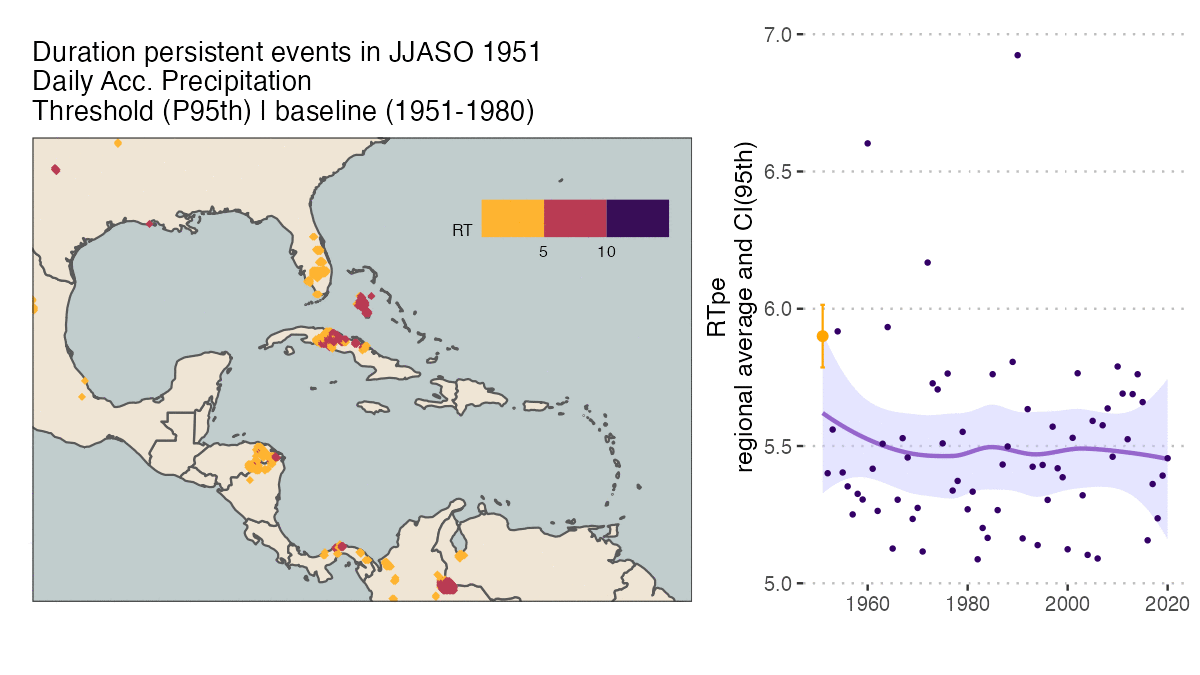 Duration persistent events in JJASO 1951
Daily Acc. Precipitation
Threshold (P95th) | baseline (1951-1980)
RT
5
10
RTpe
regional average and CI(95th)
7.0
6.5
6.0
5.5
5.0
1960
1980
2000
2020